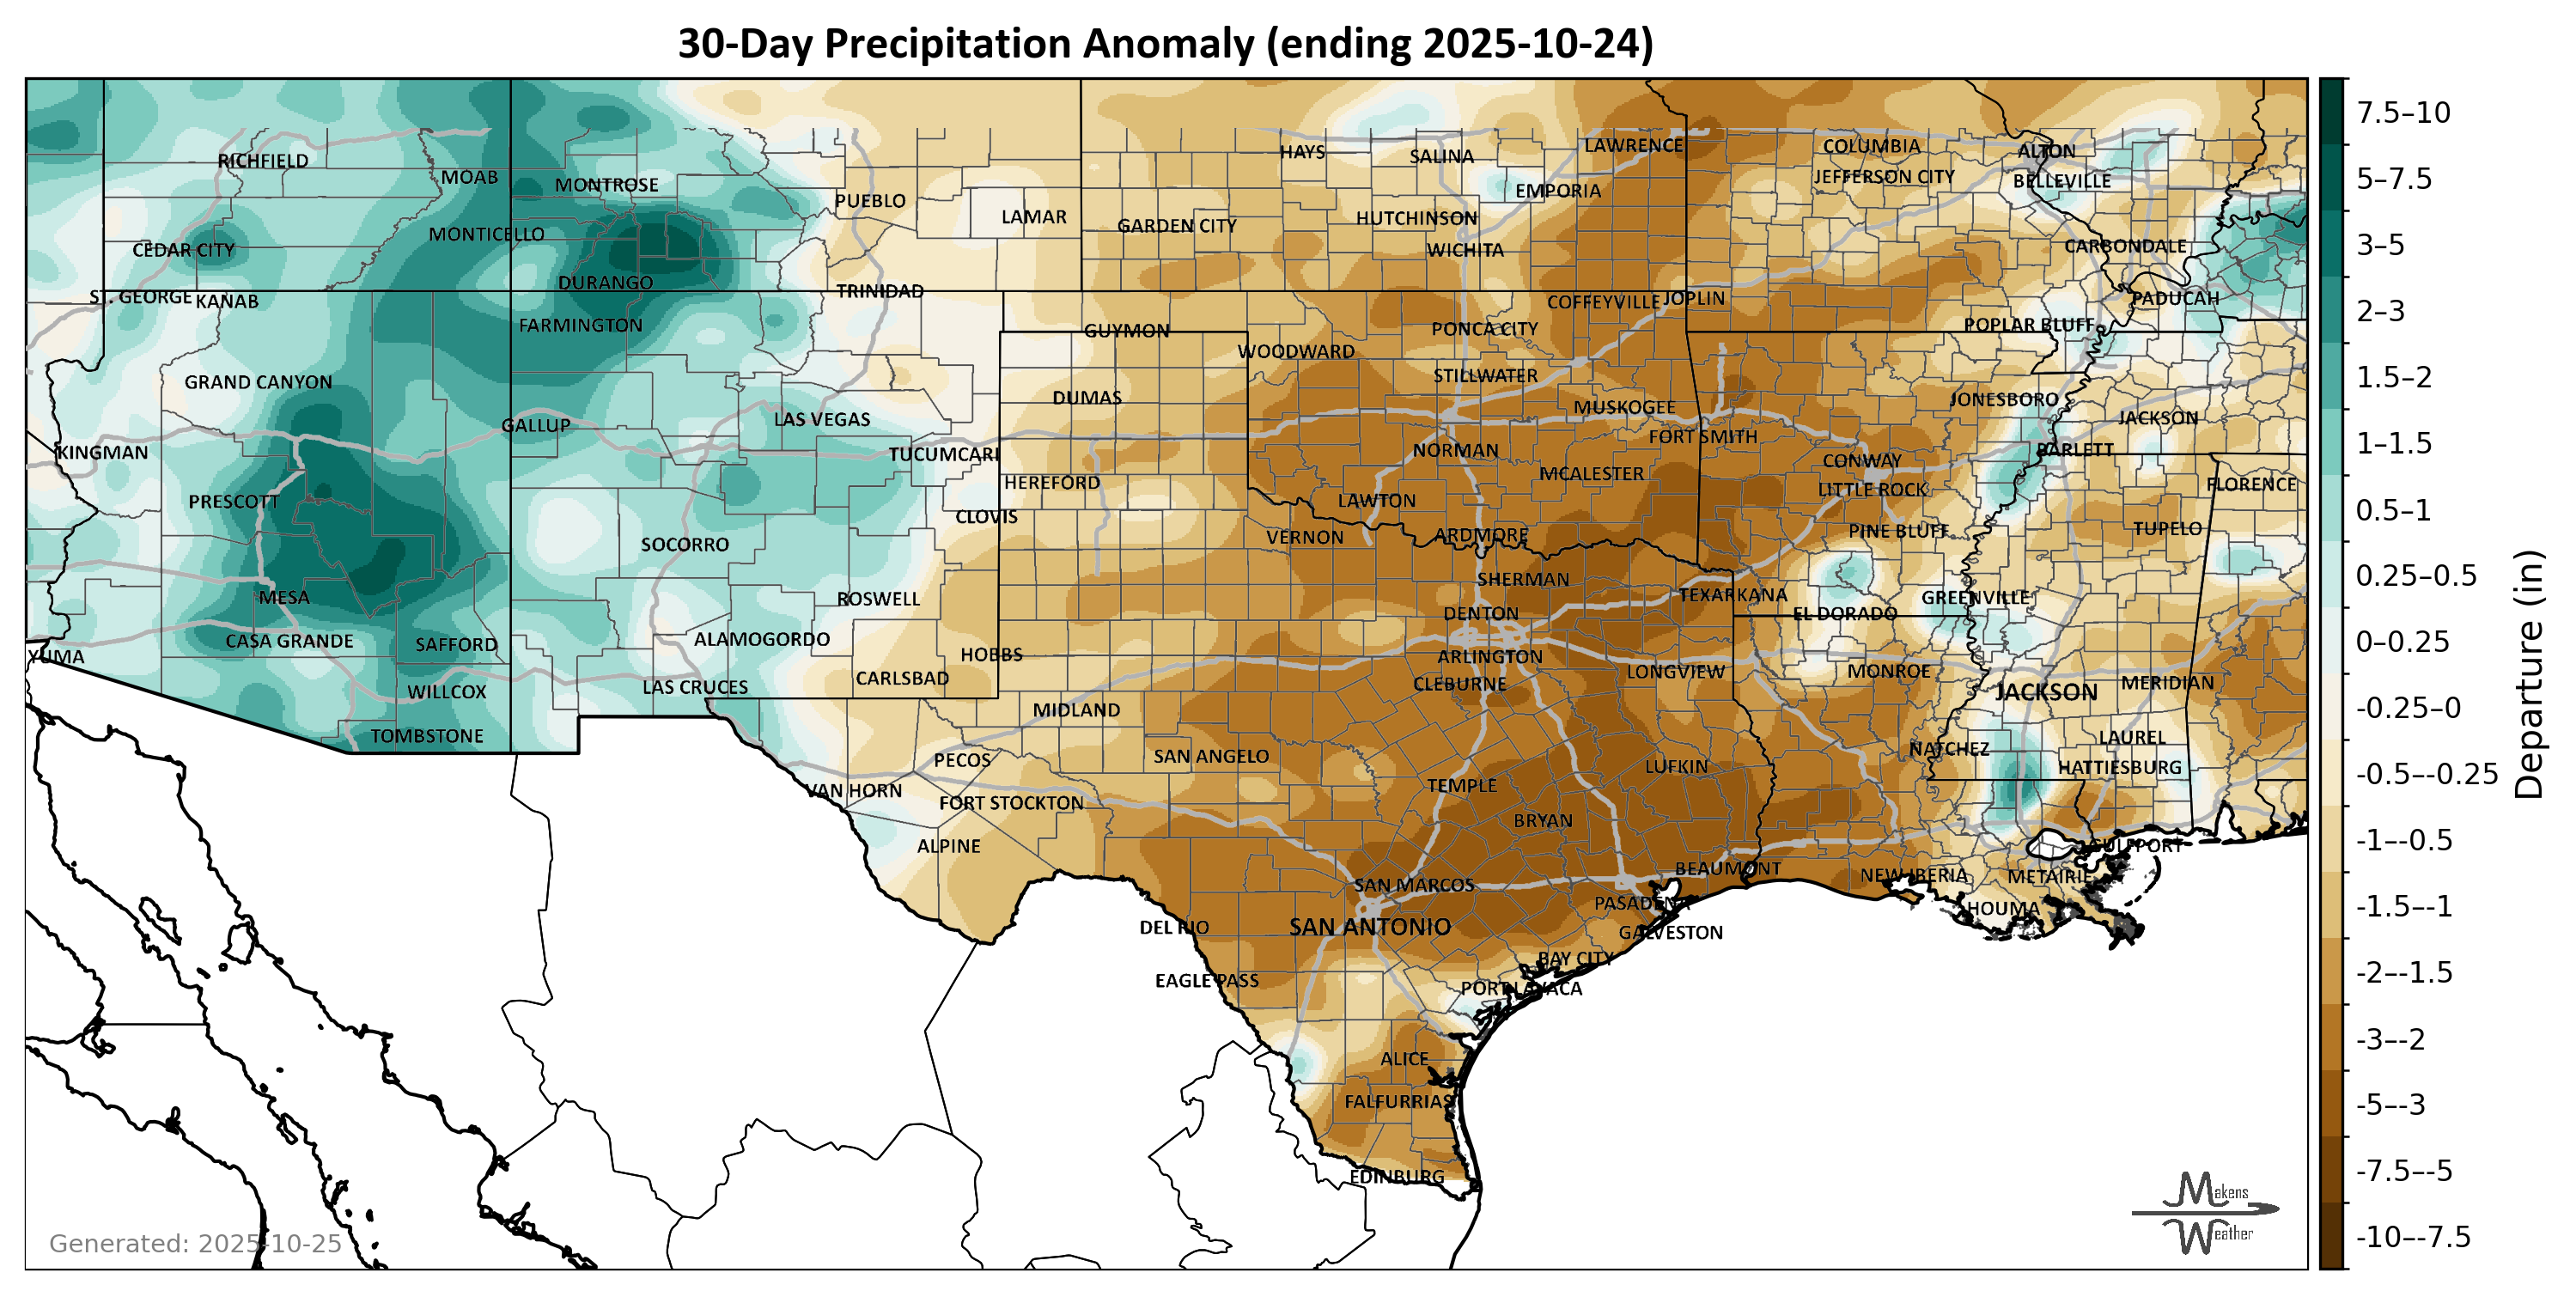 30-Day Precipitation Anomaly (ending 2025-10-24)
RICHFIELD
MOAB
MONTROSE
PUEBLO
LAMAR
HAYS
SALINA
LAWRENCE
EMPORIA
COLUMBIA
JEFFERSON CITY
ALTON
BELLEVILLE
CEDAR CITY
MONTICELLO
DURANGO
GARDEN CITY
HUTCHINSON
WICHITA
CARBONDALE
ST. GEORGE
KANAB
FARMINGTON
TRINIDAD
GUYMON
COFFEYVILLE
JOPLIN
PONCA CITY
PADUCAH
POPLAR BLUFF
WOODWARD
STILLWATER
GRAND CANYON
DUMAS
MUSKOGEE
JONESBORO
JACKSON
GALLUP
LAS VEGAS
FORT SMITH
KINGMAN
TUCUMCARI
NORMAN
CONWAY
BARLETT
PRESCOTT
HEREFORD
MCALESTER
LITTLE ROCK
FLORENCE
LAWTON
CLOVIS
SOCORRO
VERNON
ARDMORE
PINE BLUFF
TUPELO
MESA
ROSWELL
SHERMAN
TEXARKANA
GREENVILLE
CASA GRANDE
SAFFORD
ALAMOGORDO
DENTON
EL DORADO
YUMA
HOBBS
ARLINGTON
WILLCOX
LAS CRUCES
CARLSBAD
CLEBURNE
LONGVIEW
MONROE
JACKSON
MERIDIAN
TOMBSTONE
MIDLAND
PECOS
SAN ANGELO
NATCHEZ
LAUREL
VAN HORN
FORT STOCKTON
TEMPLE
LUFKIN
HATTIESBURG
ALPINE
BRYAN
GULFPORT
SAN MARCOS
BEAUMONT
NEW IBERIA
METAIRIE
DEL RIO
SAN ANTONIO
PASADENA
GALVESTON
HOUMA
EAGLE PASS
BAY CITY
PORT LAVACA
ALICE
FALFURRIAS
EDINBURG
7.5–10
5–7.5
3–5
2–3
1.5–2
1–1.5
0.5–1
0.25–0.5
0–0.25
-0.25–0
-0.5–-0.25
-1–-0.5
-1.5–-1
-2–-1.5
-3–-2
-5–-3
-7.5–-5
-10–-7.5
Departure (in)
Generated: 2025-10-25
Makens
Weather